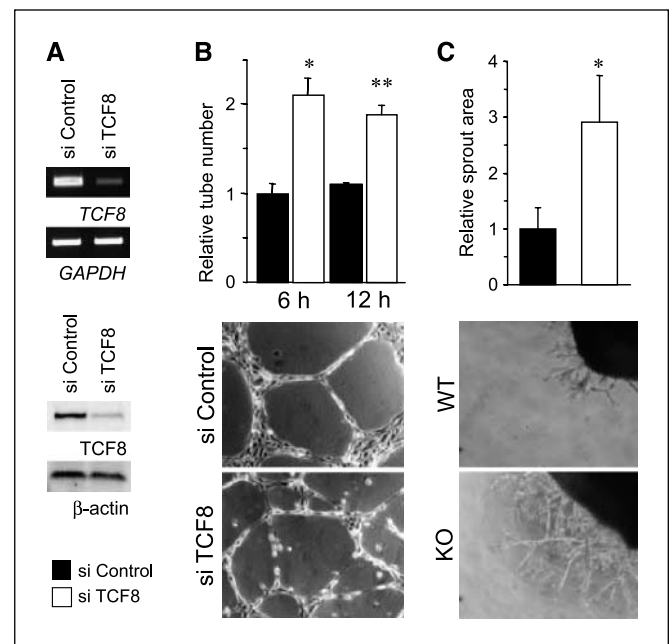 A
si Control
si TCF8
TCF8
GAPDH
si Control
si TCF8
TCF8
β-actin
si Control
si TCF8
B
Relative tube number
2
1
0
*
**
6 h
12 h
si Control
si TCF8
C
Relative sprout area
4
3
2
1
0
*
WT
KO